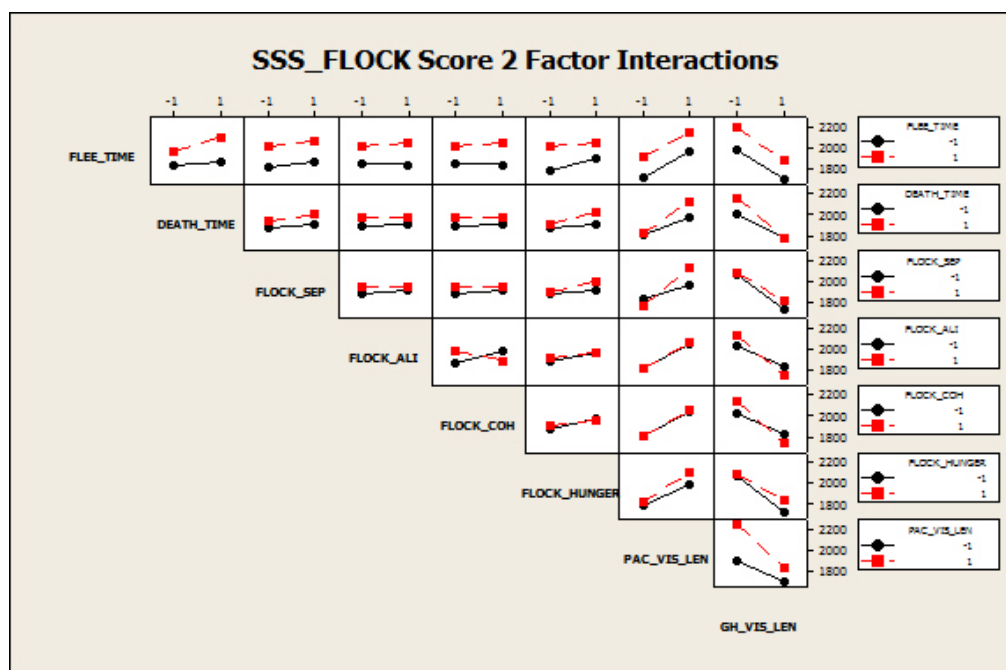 SSS_FLOCK Score 2 Factor Interactions
-1 1 -1 1 -1 1 -1 1 -1 1 -1 1 -1 1
FLEE_TIME
2200
2000
1800
FLEE_TIME
-1
1
DEATH_TIME
2200
2000
1800
DEATH_TIME
-1
1
FLOCK_SEP
2200
2000
1800
FLOCK_SEP
-1
1
FLOCK_ALI
2200
2000
1800
FLOCK_ALI
-1
1
FLOCK_COH
2200
2000
1800
FLOCK_COH
-1
1
FLOCK_HUNGER
2200
2000
1800
FLOCK_HUNGER
-1
1
PAC_VIS_LEN
2200
2000
1800
PAC_VIS_LEN
-1
1
GH_VIS_LEN